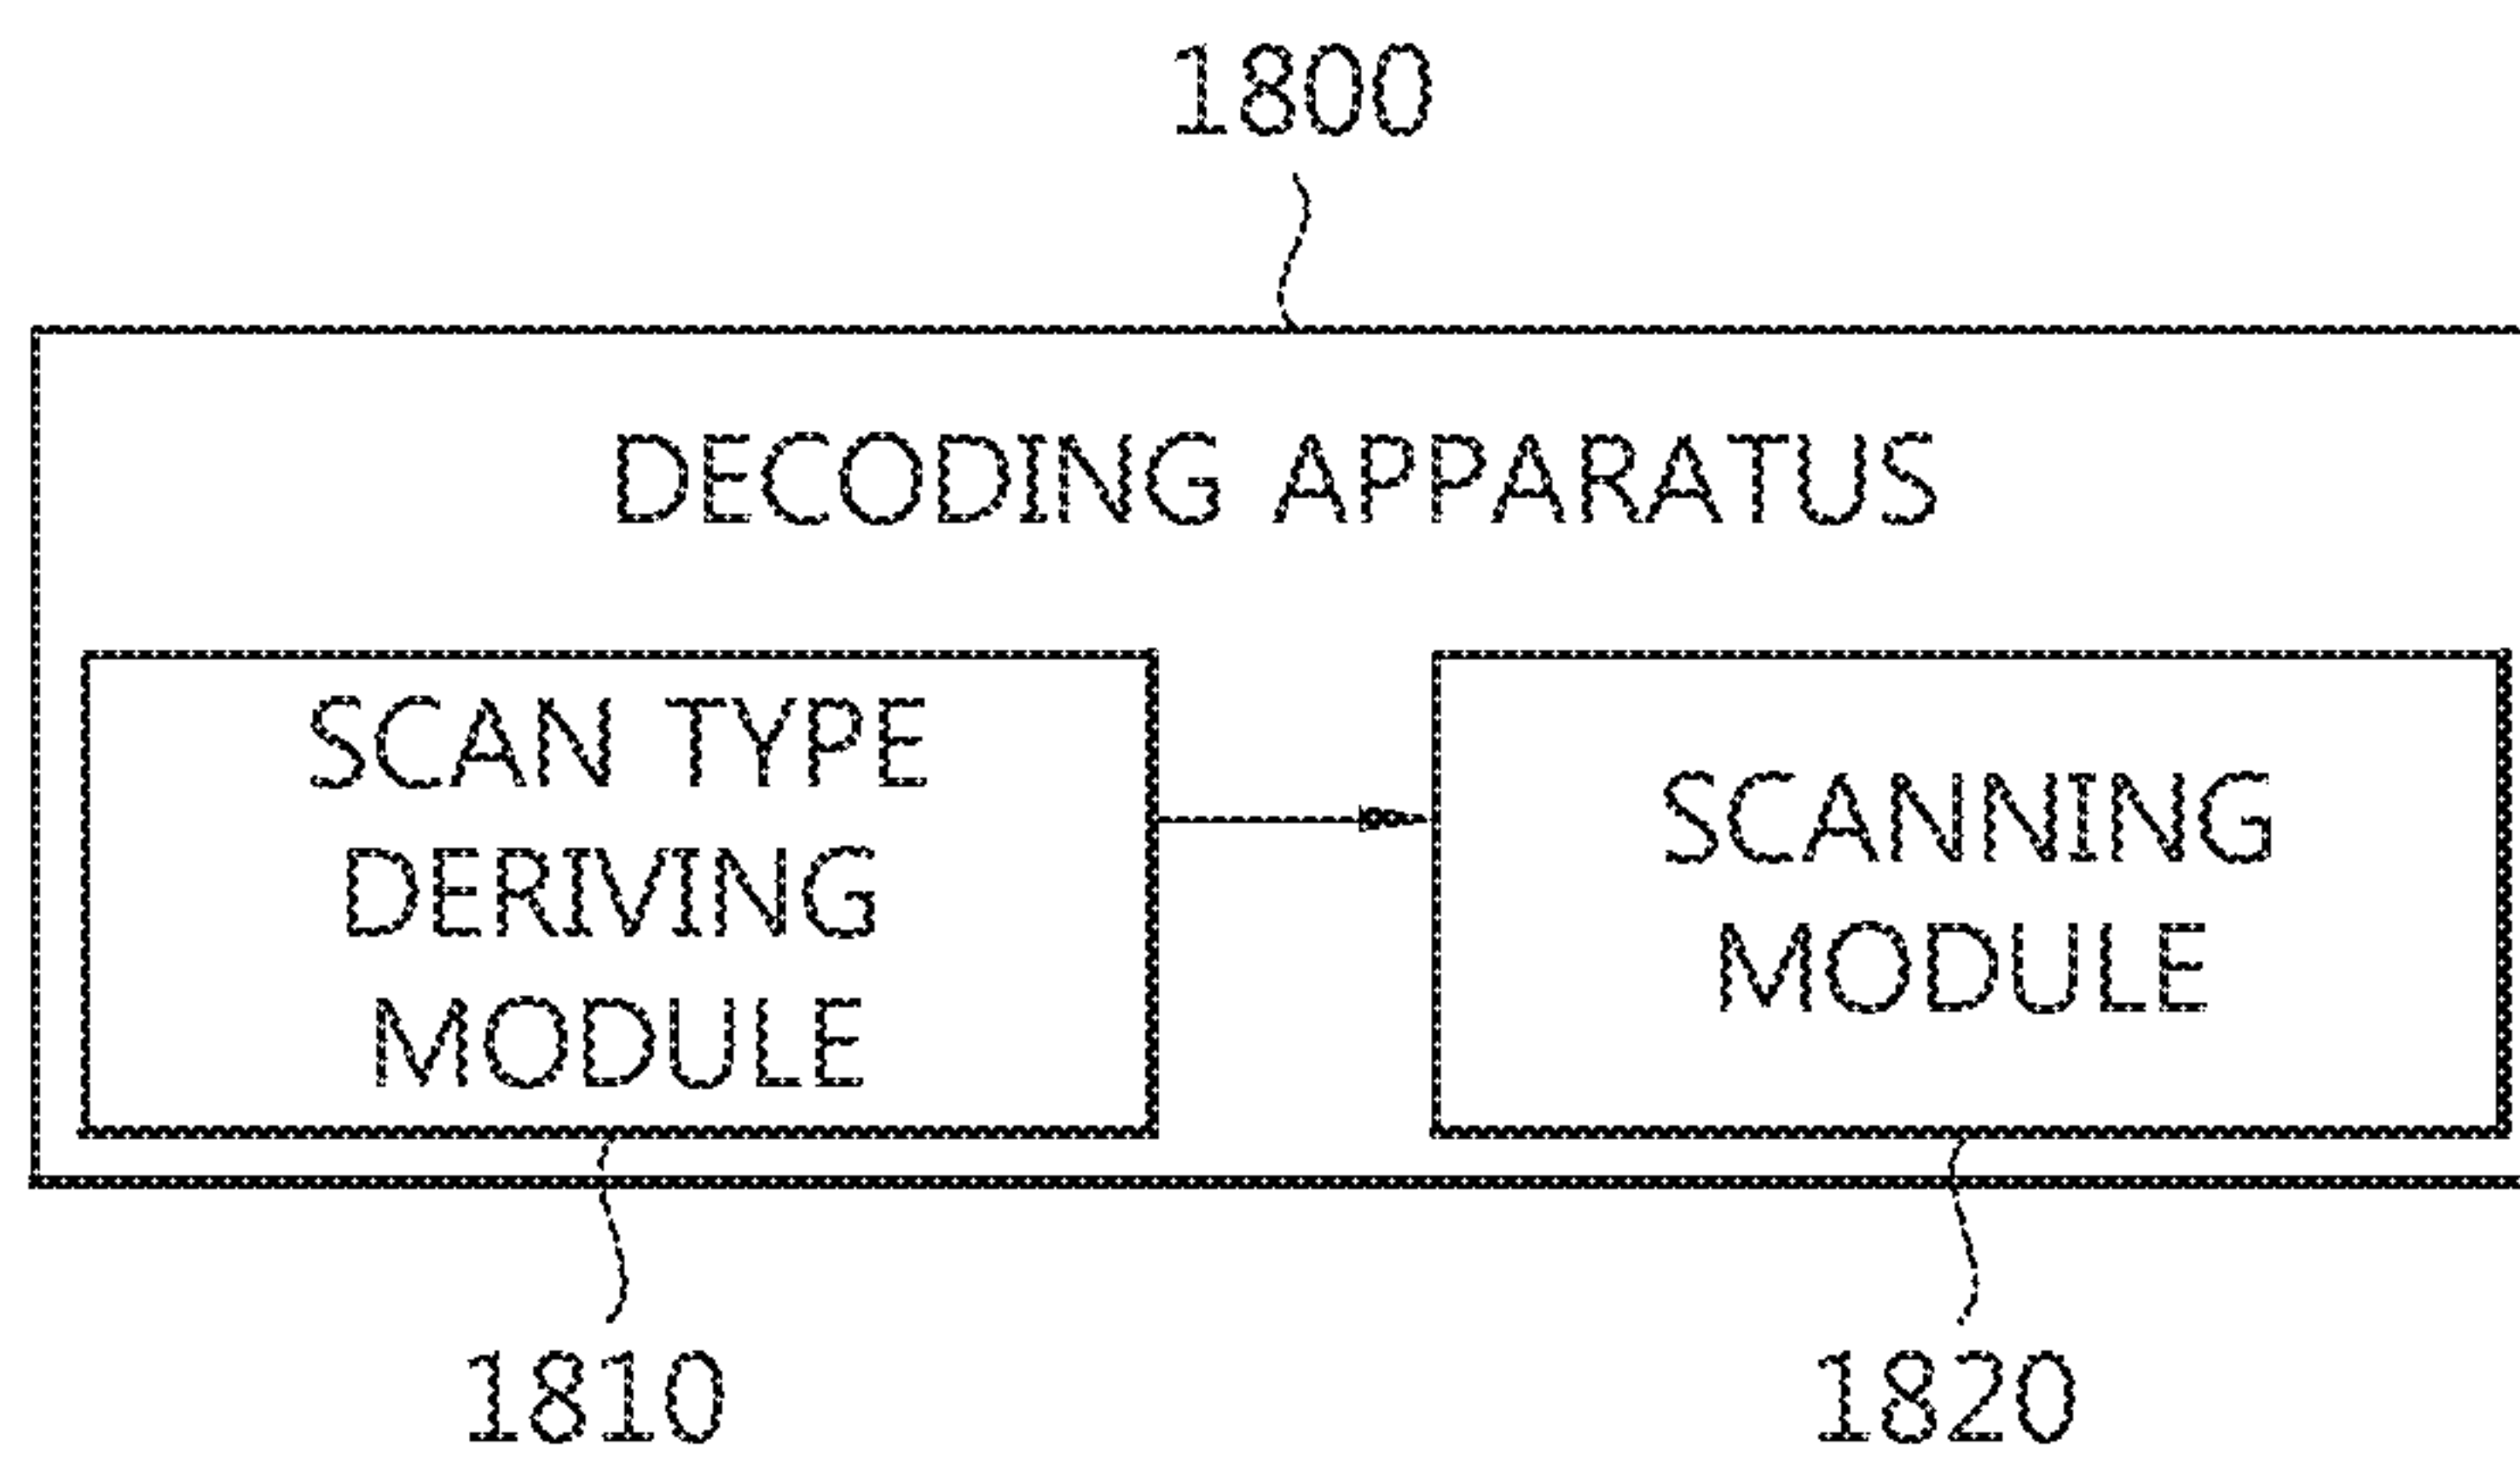 1800
DECODING APPARATUS
SCAN TYPE
DERIVING
MODULE
SCANNING
MODULE
1810
1820